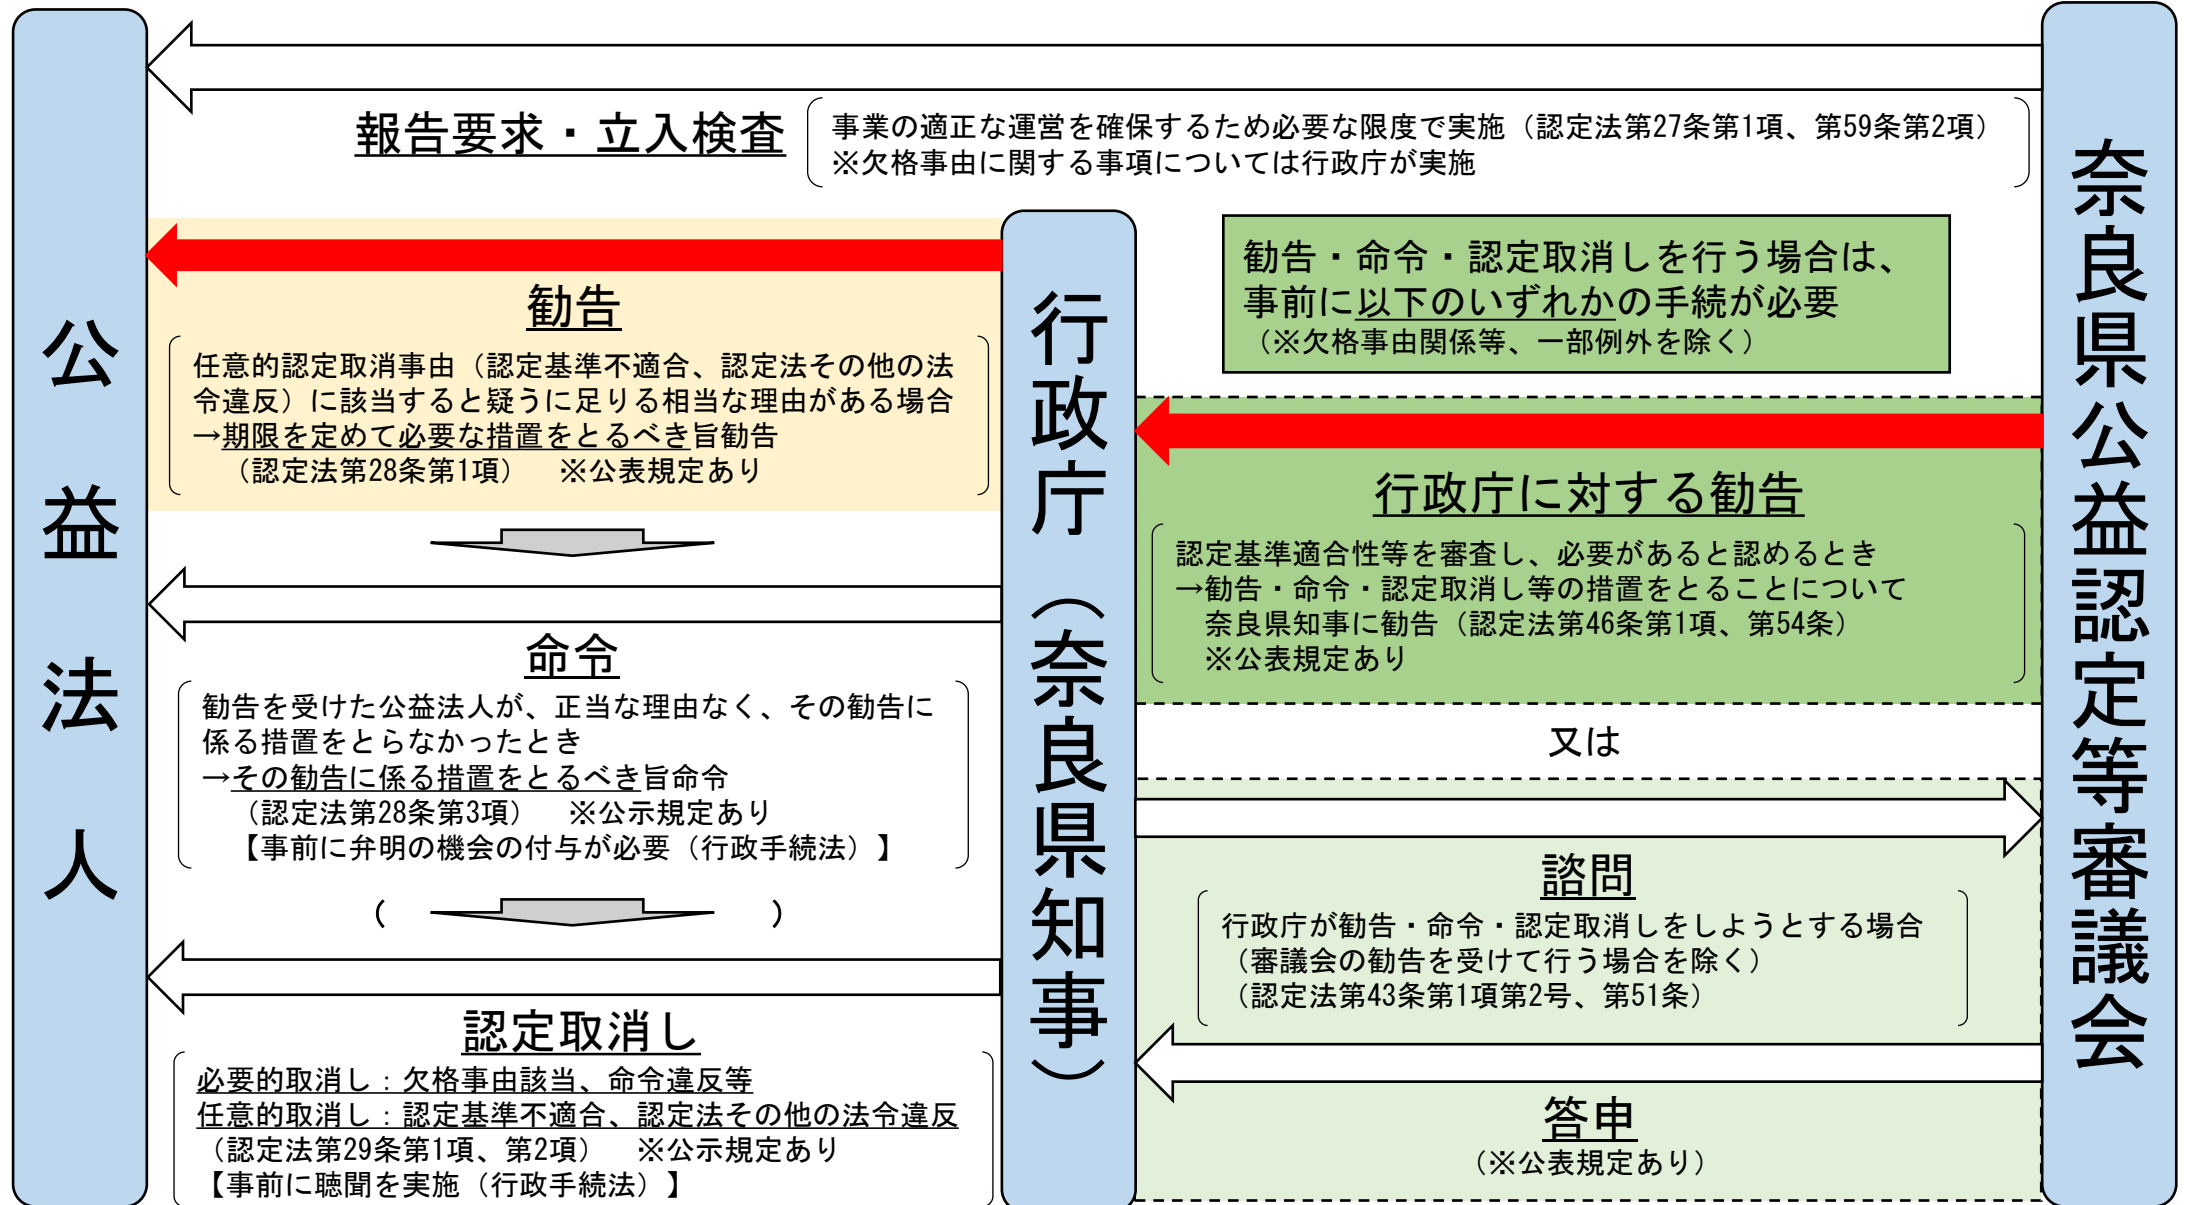 公益法人
報告要求・立入検査
事業の適正な運営を確保するため必要な限度で実施（認定法第27条第1項、第59条第2項）
※欠格事由に関する事項については行政庁が実施
勧告
任意的認定取消事由（認定基準不適合、認定法その他の法
令違反）に該当すると疑うに足りる相当な理由がある場合
→期限を定めて必要な措置をとるべき旨勧告
（認定法第28条第1項）　※公表規定あり
命令
勧告を受けた公益法人が、正当な理由なく、その勧告に
係る措置をとらなかったとき
→その勧告に係る措置をとるべき旨命令
（認定法第28条第3項）　※公示規定あり
【事前に弁明の機会の付与が必要（行政手続法）】
（　　　）
認定取消し
必要的取消し：欠格事由該当、命令違反等
任意的取消し：認定基準不適合、認定法その他の法令違反
（認定法第29条第1項、第2項）　※公示規定あり
【事前に聴聞を実施（行政手続法）】
行政庁（奈良県知事）
勧告・命令・認定取消しを行う場合は、
事前に以下のいずれかの手続が必要
（※欠格事由関係等、一部例外を除く）
行政庁に対する勧告
認定基準適合性等を審査し、必要があると認めるとき
→勧告・命令・認定取消し等の措置をとることについて
奈良県知事に勧告（認定法第46条第1項、第54条）
※公表規定あり
又は
諮問
行政庁が勧告・命令・認定取消しをしようとする場合
（審議会の勧告を受けて行う場合を除く）
（認定法第43条第1項第2号、第51条）
答申
（※公表規定あり）
奈良県公益認定等審議会